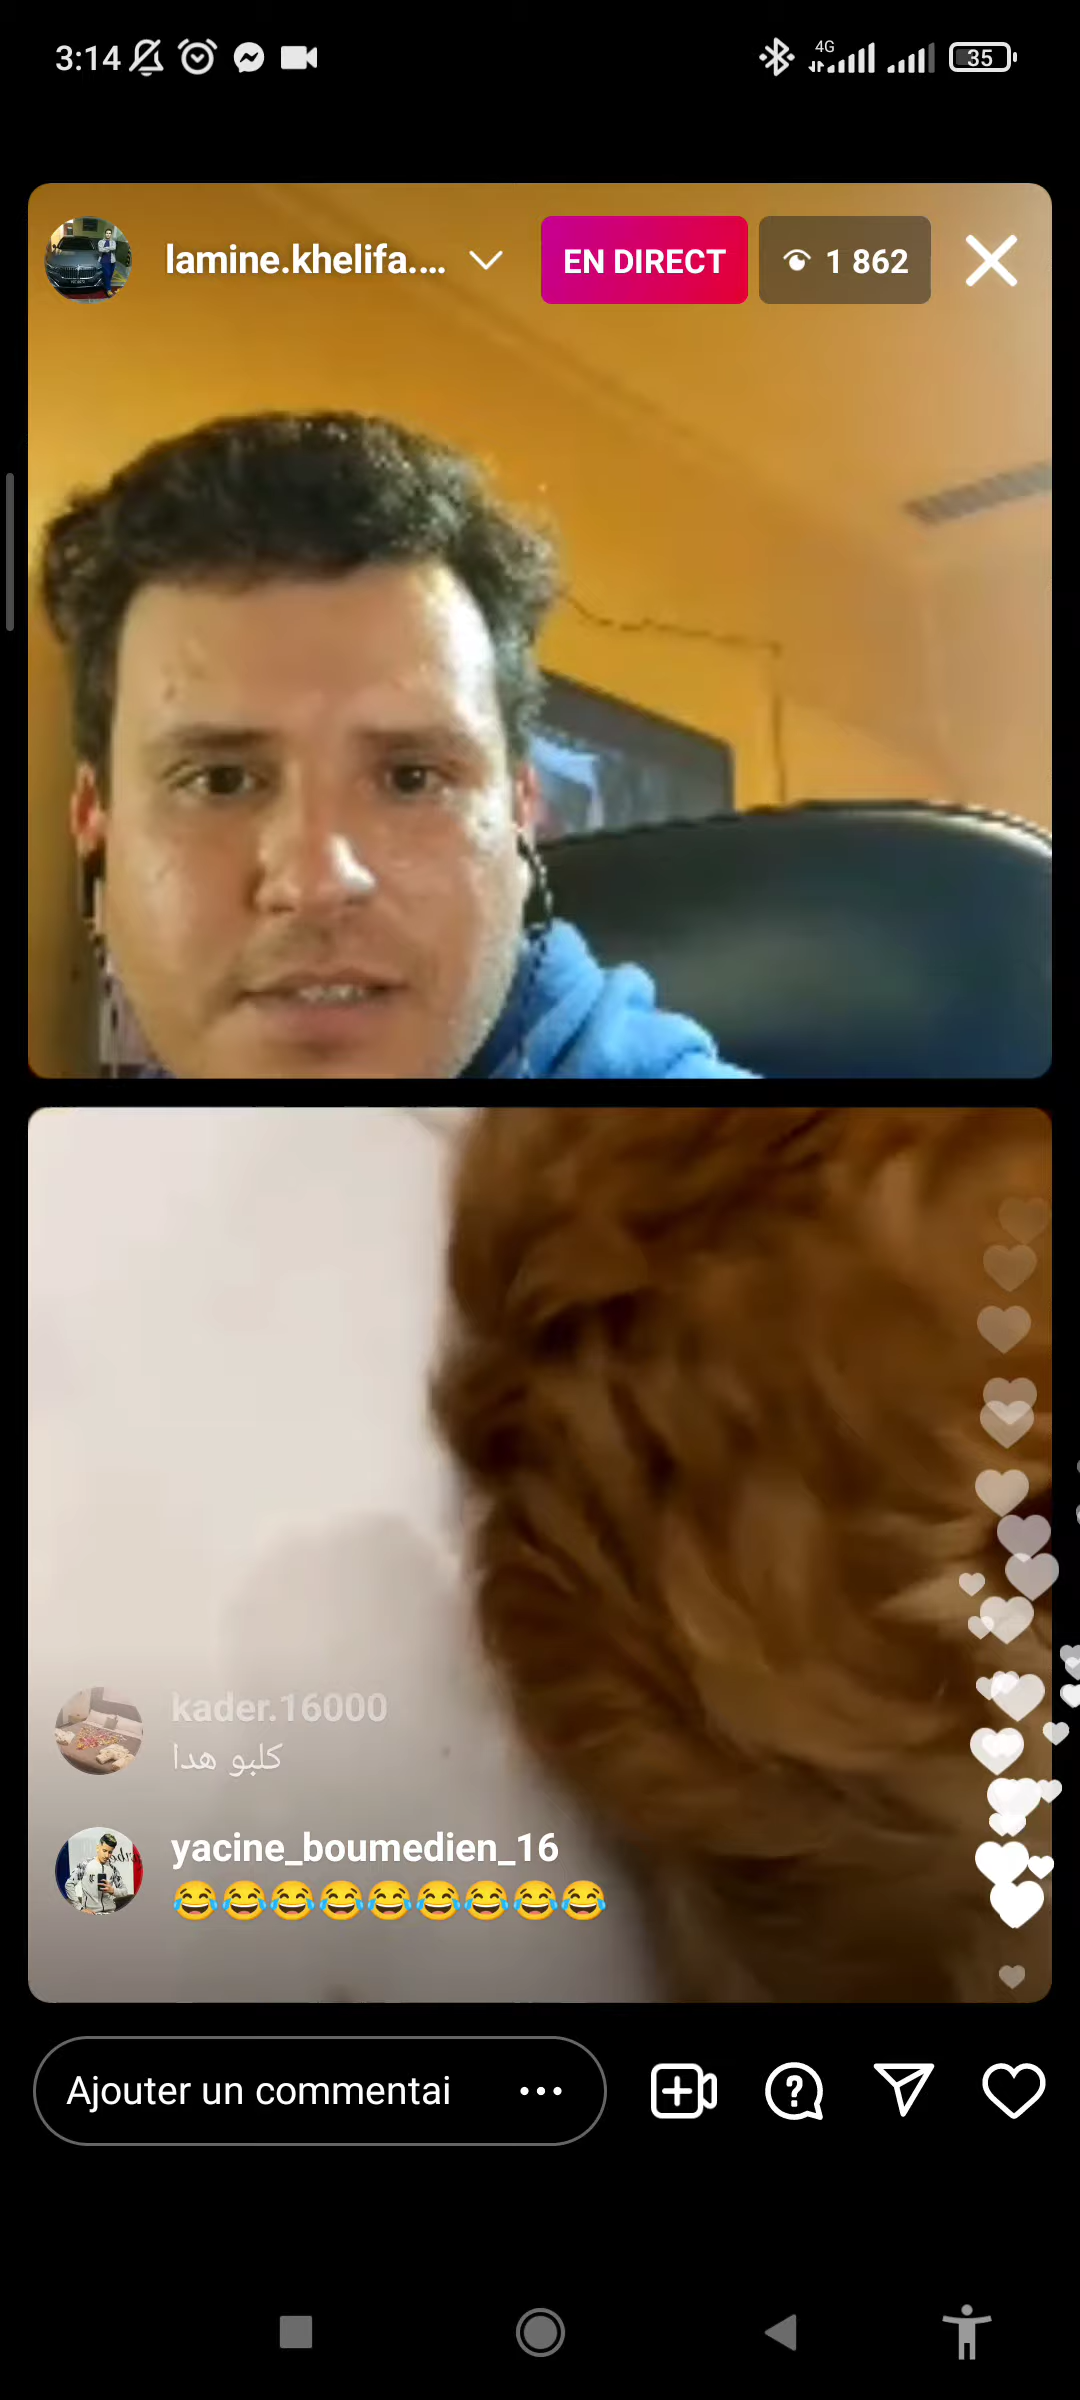 3:14
4G
35
lamine.khelifa....
EN DIRECT
1 862
kader.16000
كلبو هدا
yacine_boumedien_16
😂😂😂😂😂😂😂😂😂
Ajouter un commentai